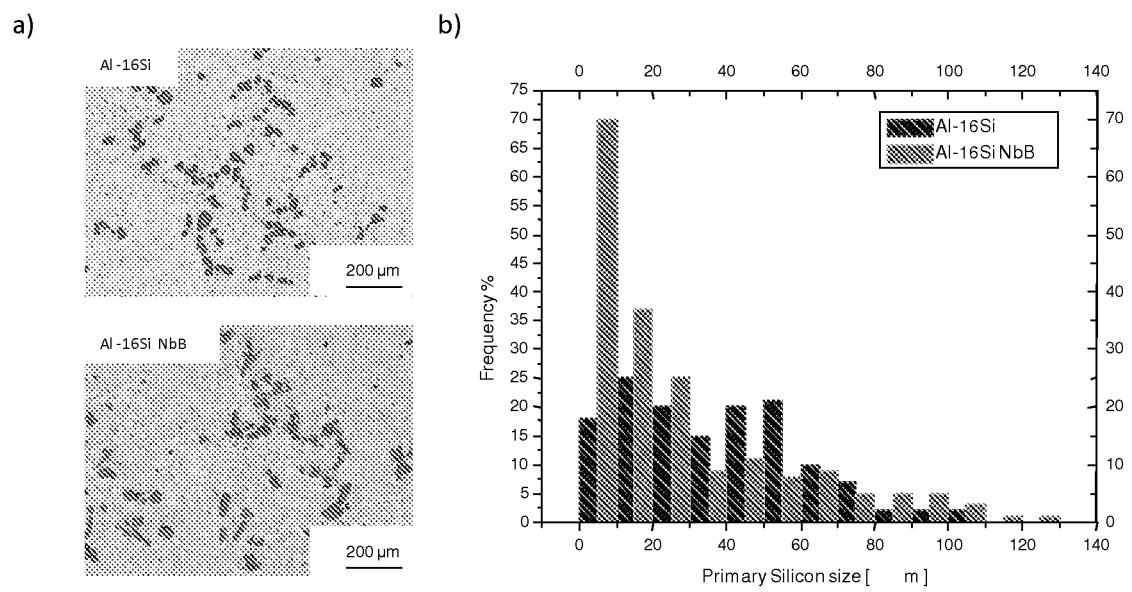 a)
Al -16Si
200 µm
Al -16Si NbB
200 µm
b)
0 20 40 60 80 100 120 140
75
70
65
60
55
50
45
40
35
30
25
20
15
10
5
0
70
60
50
40
30
20
10
0
Al-16Si
Al-16Si NbB
Frequency %
0 20 40 60 80 100 120 140
Primary Silicon size [ m ]